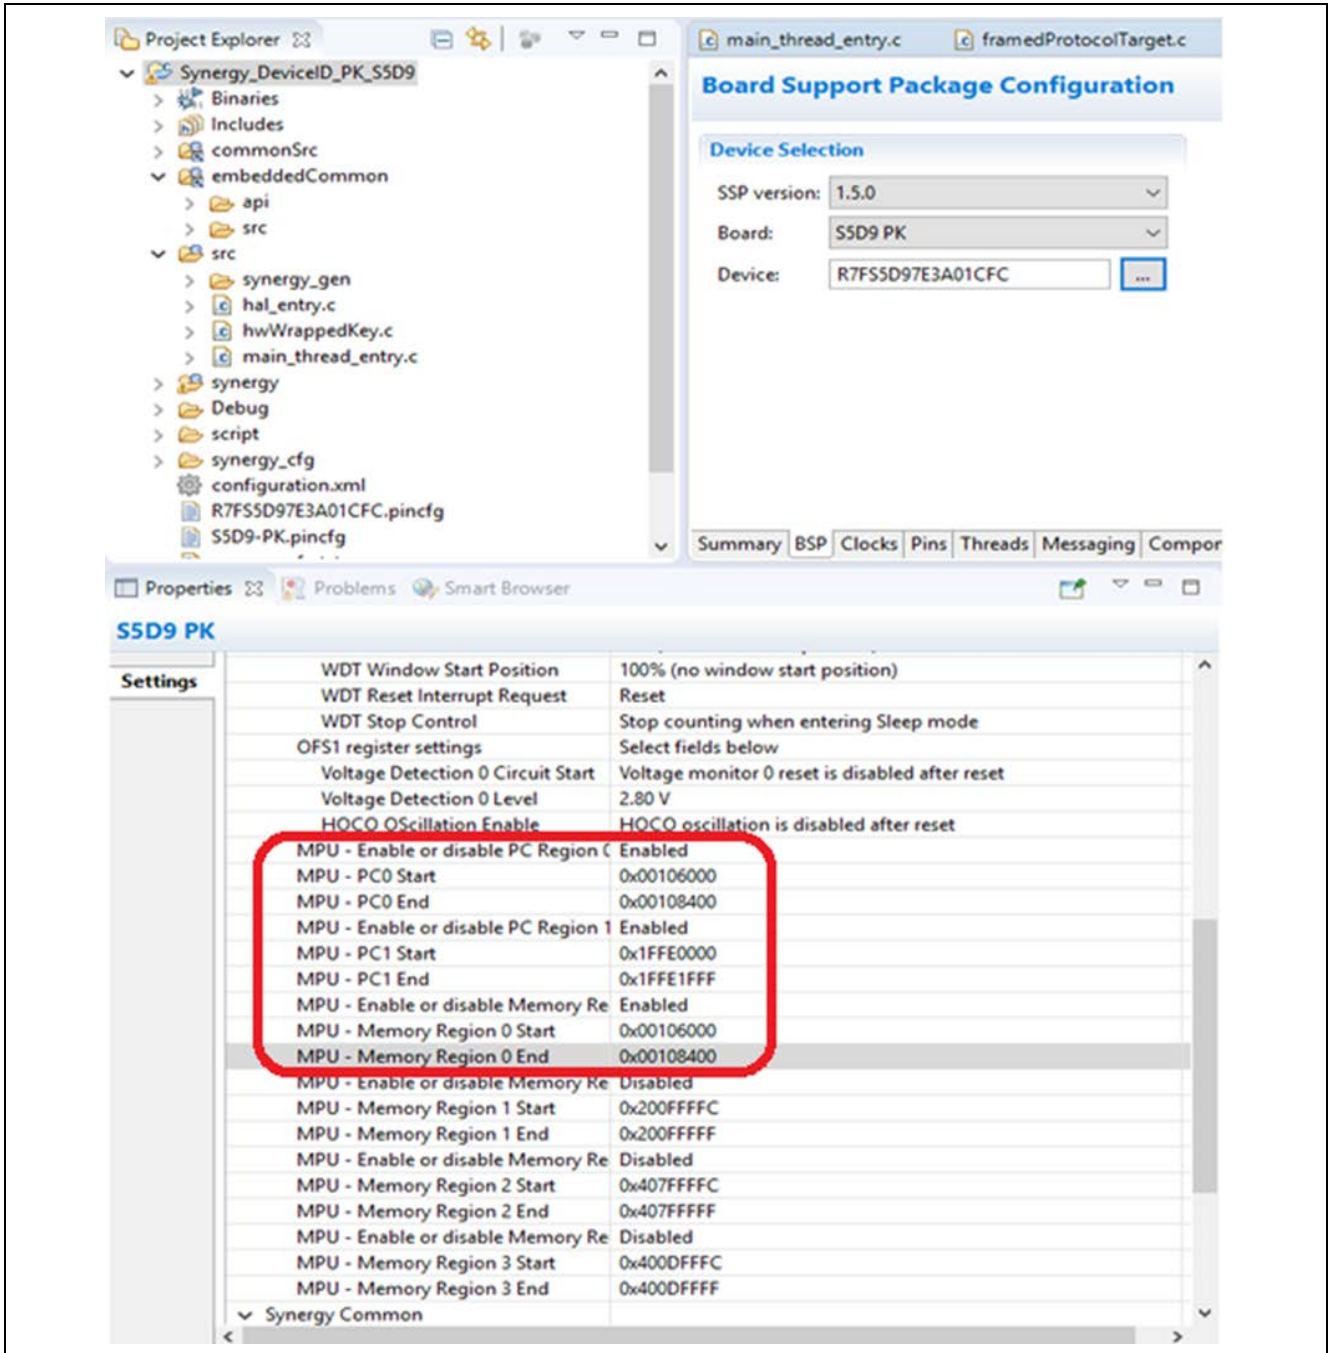 Project Explorer
Synergy_DeviceID_PK_S5D9
Binaries
Includes
commonSrc
embeddedCommon
api
src
src
synergy_gen
hal_entry.c
hwWrappedKey.c
main_thread_entry.c
synergy
Debug
script
synergy_cfg
configuration.xml
R7FS5D97E3A01CFC.pincfg
S5D9-PK.pincfg
main_thread_entry.c framedProtocolTarget.c
Board Support Package Configuration
Device Selection
SSP version: 1.5.0
Board: S5D9 PK
Device: R7FS5D97E3A01CFC ...
Summary BSP Clocks Pins Threads Messaging Compor
Properties Problems Smart Browser
S5D9 PK
Settings
WDT Window Start Position 100% (no window start position)
WDT Reset Interrupt Request Reset
WDT Stop Control Stop counting when entering Sleep mode
OFS1 register settings Select fields below
Voltage Detection 0 Circuit Start Voltage monitor 0 reset is disabled after reset
Voltage Detection 0 Level 2.80 V
HOCO OScillation Enable HOCO oscillation is disabled after reset
MPU - Enable or disable PC Region 0 Enabled
MPU - PC0 Start 0x00106000
MPU - PC0 End 0x00108400
MPU - Enable or disable PC Region 1 Enabled
MPU - PC1 Start 0x1FFE0000
MPU - PC1 End 0x1FFE1FFF
MPU - Enable or disable Memory Re Enabled
MPU - Memory Region 0 Start 0x00106000
MPU - Memory Region 0 End 0x00108400
MPU - Enable or disable Memory Re Disabled
MPU - Memory Region 1 Start 0x200FFFFC
MPU - Memory Region 1 End 0x200FFFFF
MPU - Enable or disable Memory Re Disabled
MPU - Memory Region 2 Start 0x407FFFFC
MPU - Memory Region 2 End 0x407FFFFF
MPU - Enable or disable Memory Re Disabled
MPU - Memory Region 3 Start 0x400DFFFC
MPU - Memory Region 3 End 0x400DFFFF
Synergy Common